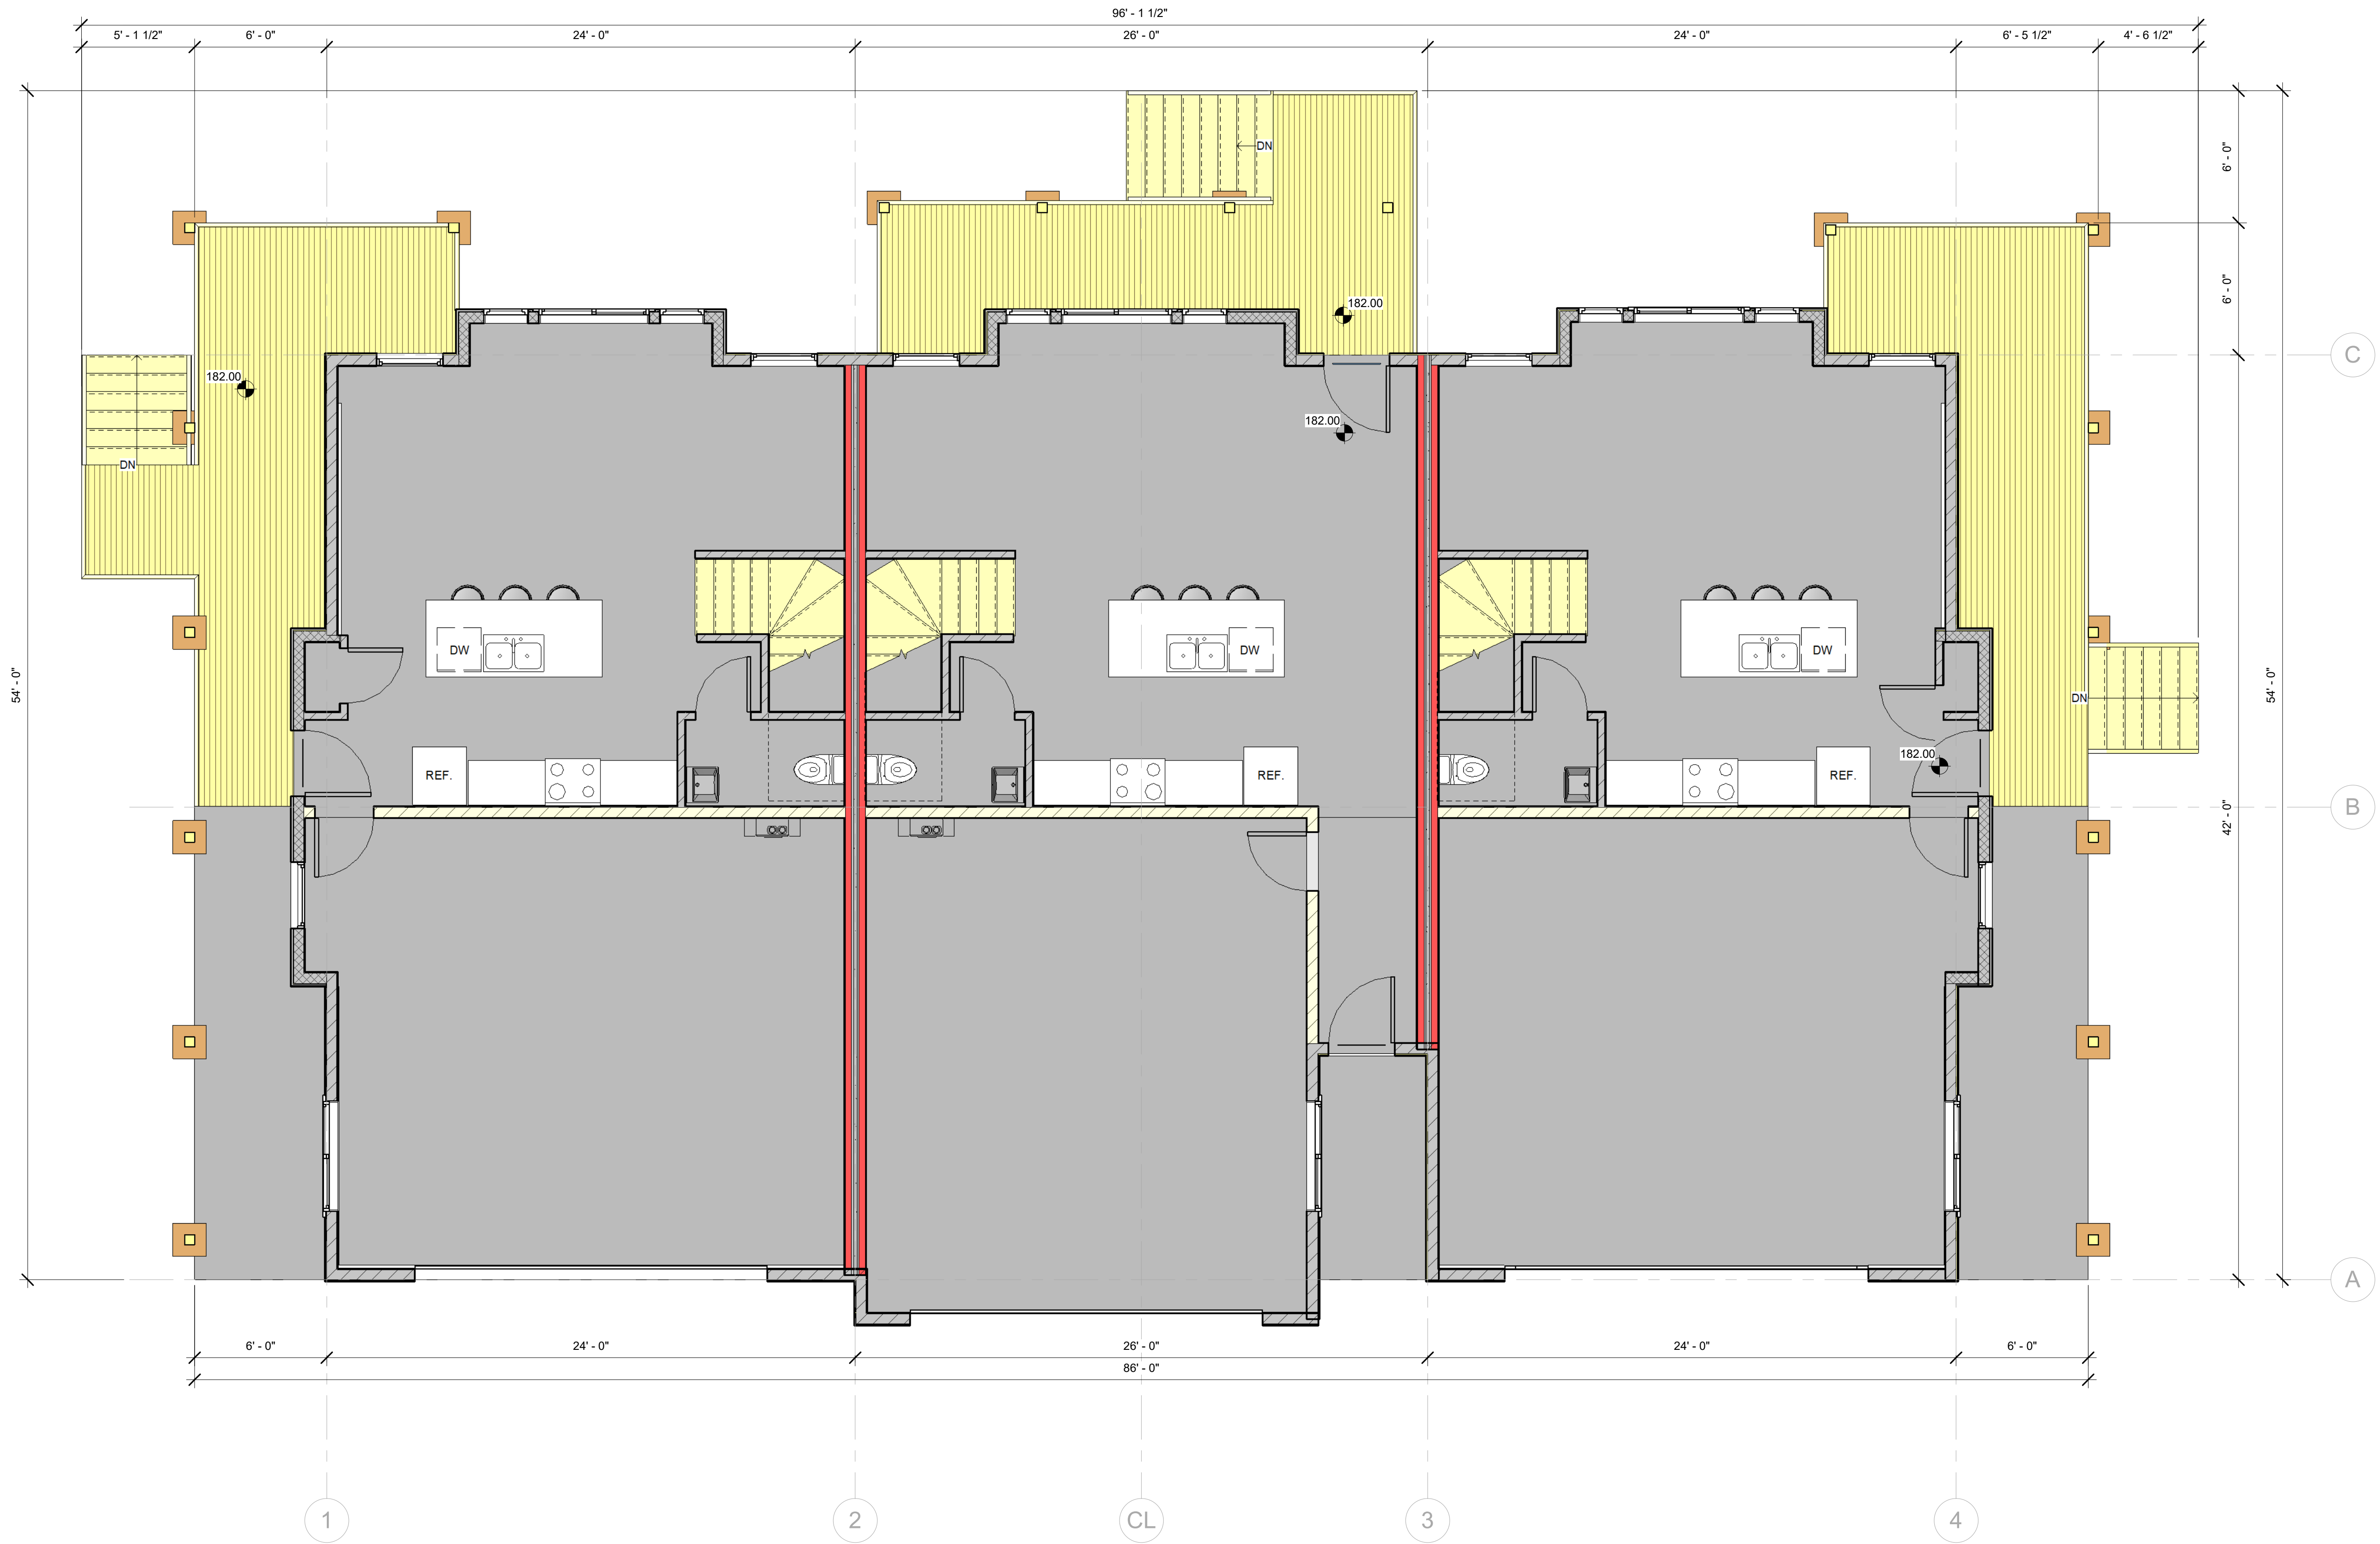 96' - 1 1/2"
5' - 1 1/2"
6' - 0"
24' - 0"
26' - 0"
24' - 0"
6' - 5 1/2"
4' - 6 1/2"
DN
6' - 0"
6' - 0"
182.00
C
182.00
182.00
DN
DW
DW
DW
54' - 0"
54' - 0"
DN
182.00
REF.
REF.
REF.
B
42' - 0"
A
6' - 0"
24' - 0"
26' - 0"
24' - 0"
6' - 0"
86' - 0"
1
2
CL
3
4